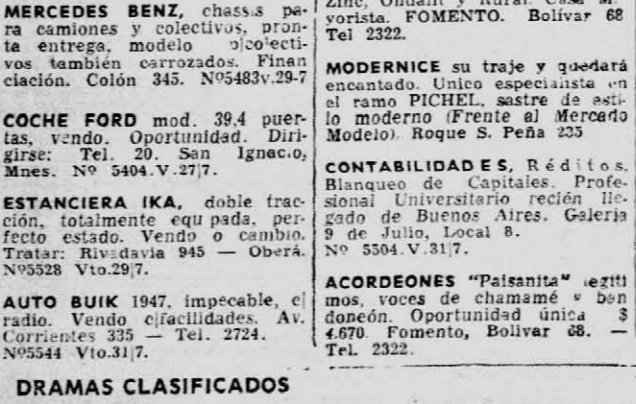 MERCEDES BENZ, chass.s pa-
ra camiones y colectivos, pron-
ta entrega, modelo ojcolecti-
vos también carrozados. Finan
ciación. Colón 345. Nº5483v.29-7
COCHE FORD mod. 39,4 puer-
tas, vendo. Oportunidad. Diri-
girse: Tel. 20. San Ignacio,
Mnes. Nº 5404.V.27|7.
ESTANCIERA IKA, doble trac-
ción, totalmente equ pada, per-
fecto estado. Vendo o cambio.
Tratar: Rivadavia 945 — Oberá.
Nº5528 Vto.29|7.
AUTO BUIK 1947, impecable, c|
radio. Vendo c|facilidades. Av.
Corrientes 335 — Tel. 2724.
Nº5544 Vto.31|7.
yorista. FOMENTO. Bolívar 68
Tel 2322.
MODERNICE su traje y quedará
encantado. Unico especialista en
el ramo PICHEL, sastre de esti-
lo moderno (Frente al Mercado
Modelo). Roque S. Peña 235
CONTABILIDADES, Réditos,
Blanqueo de Capitales. Profe-
sional Universitario recién lle-
gado de Buenos Aires. Galería
9 de Julio, Local 8.
Nº 5504.V.31|7.
ACORDEONES "Paisanita" legíti
mos, voces de chamamé y ban
doneón. Oportunidad única $
4.670. Fomento, Bolívar 68. —
Tel. 2322.
DRAMAS CLASIFICADOS